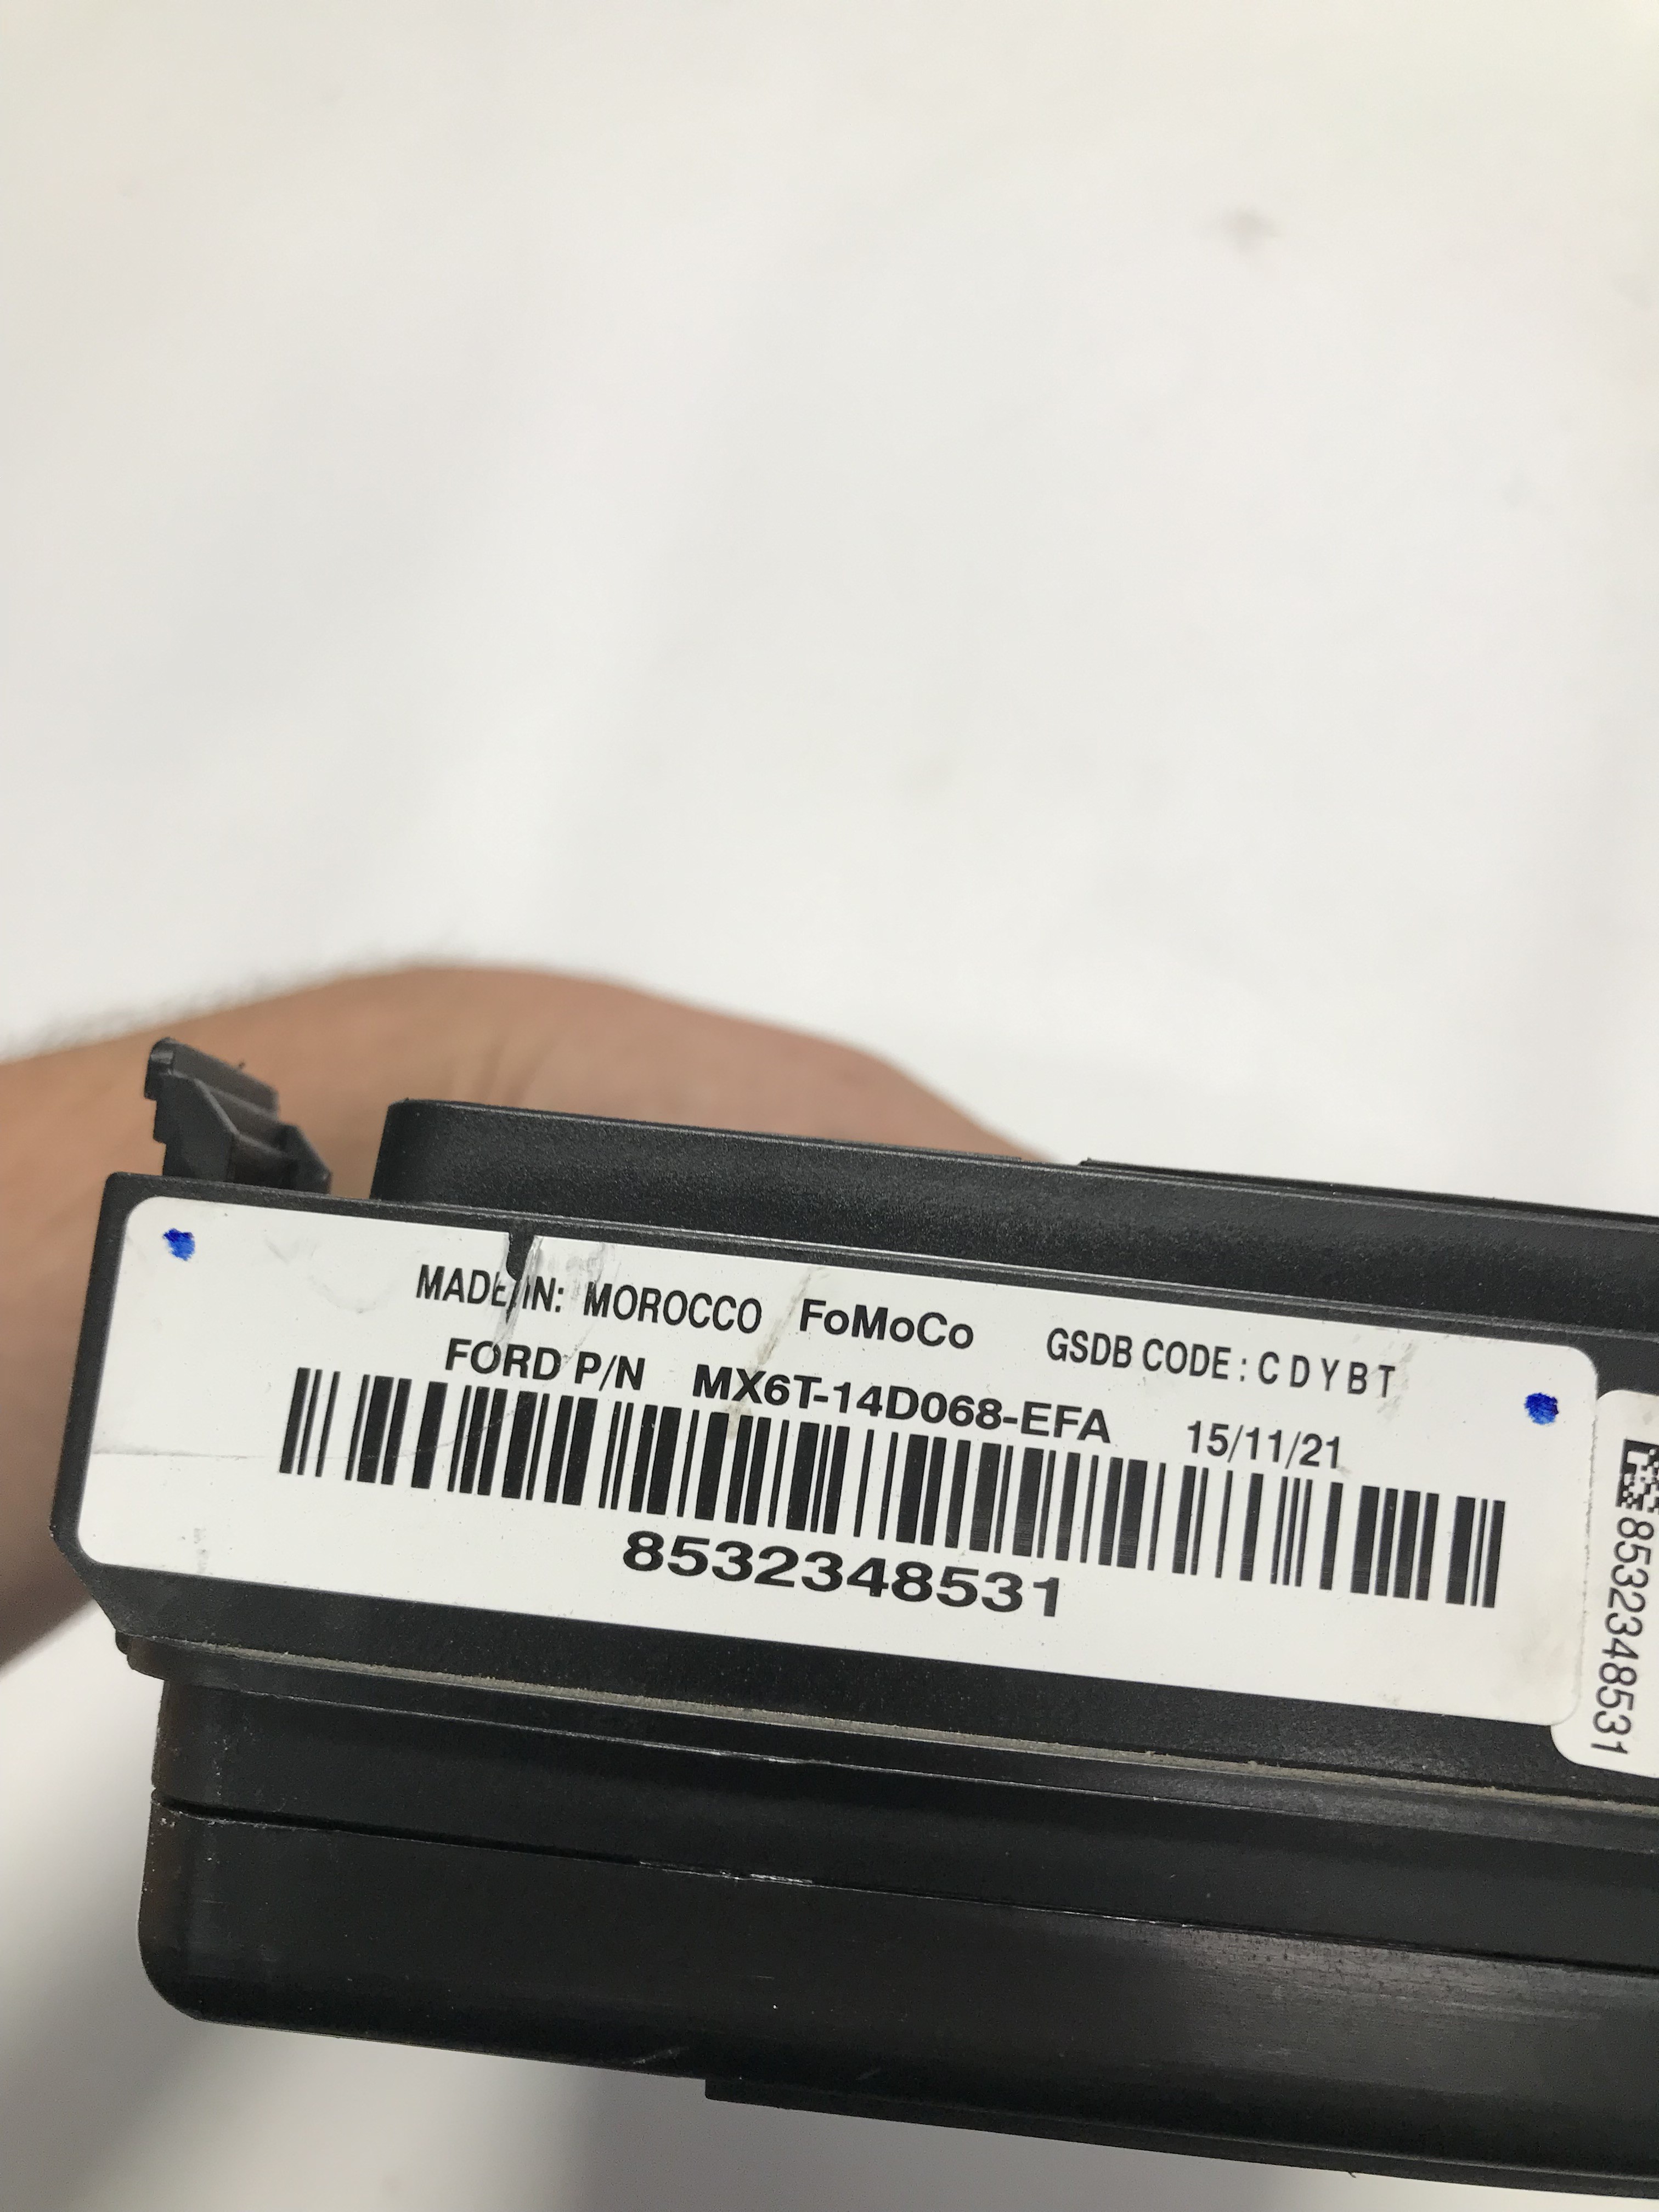 MADE IN: MOROCCO FoMoCo GSDB CODE : C D Y B T
FORD P/N MX6T-14D068-EFA 15/11/21
8532348531
8532348531